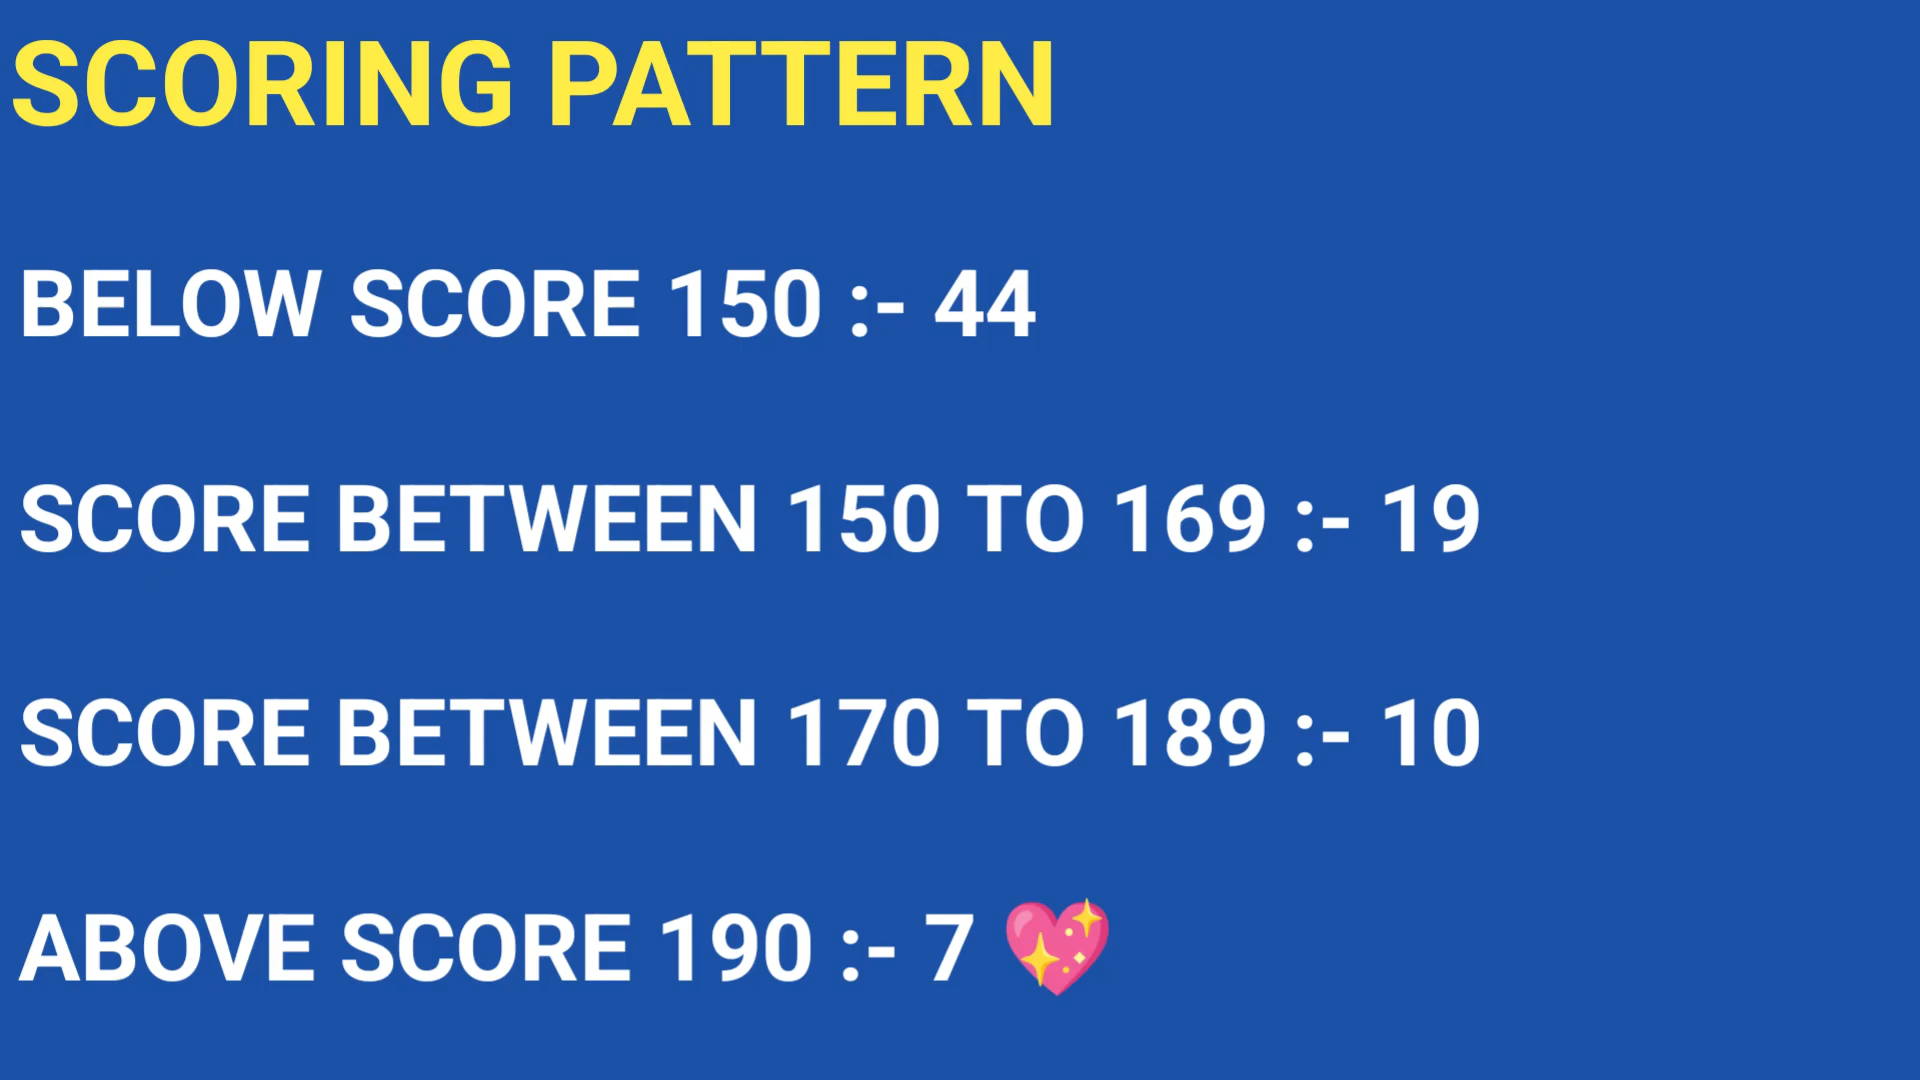 SCORING PATTERN
BELOW SCORE 150 :- 44
SCORE BETWEEN 150 TO 169 :- 19
SCORE BETWEEN 170 TO 189 :- 10
ABOVE SCORE 190 :- 7 💖